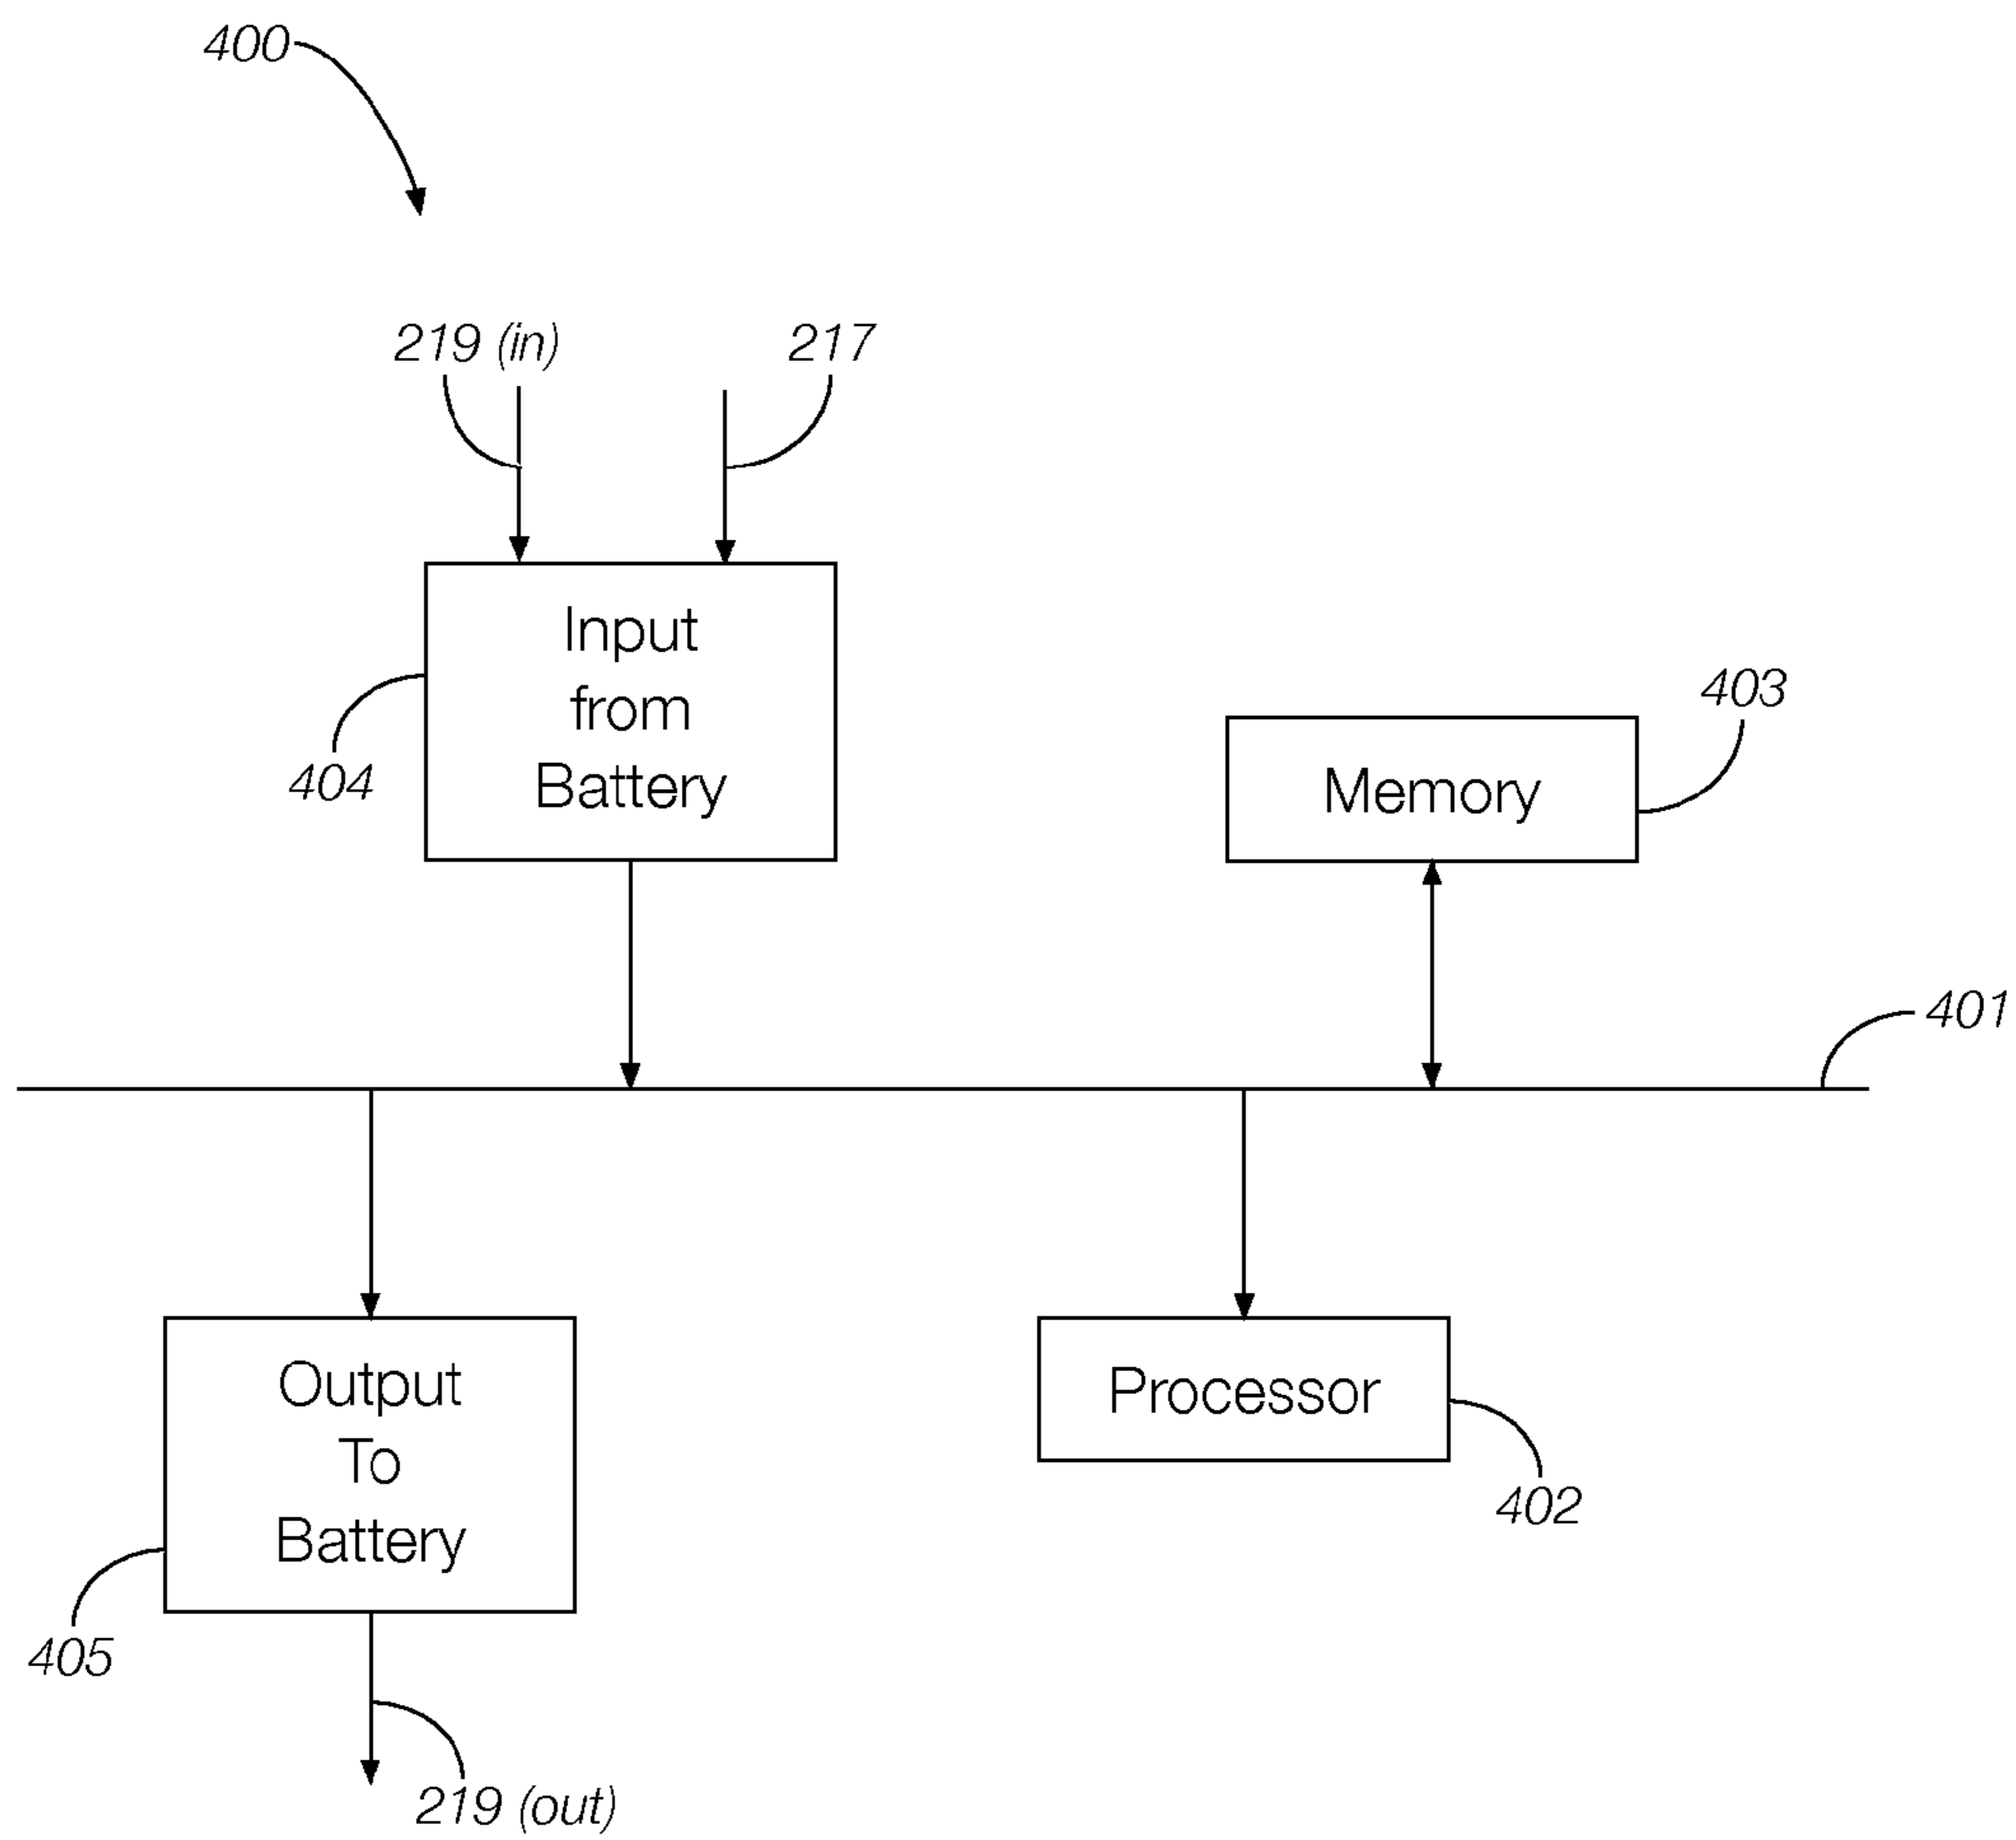 400
219 (in)
217
Input
from
Battery
404
403
Memory
401
Output
To
Battery
Processor
402
405
219 (out)